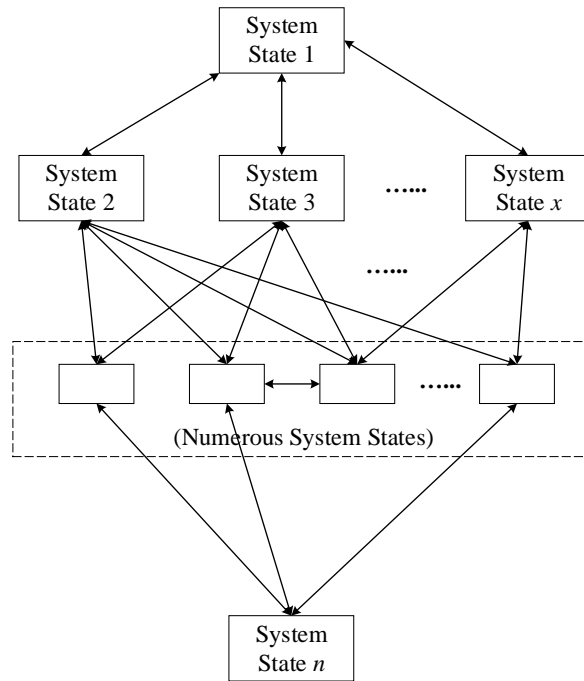 System
State 1
System
State 2
System
State 3
…...
System
State x
…...
…...
(Numerous System States)
System
State n